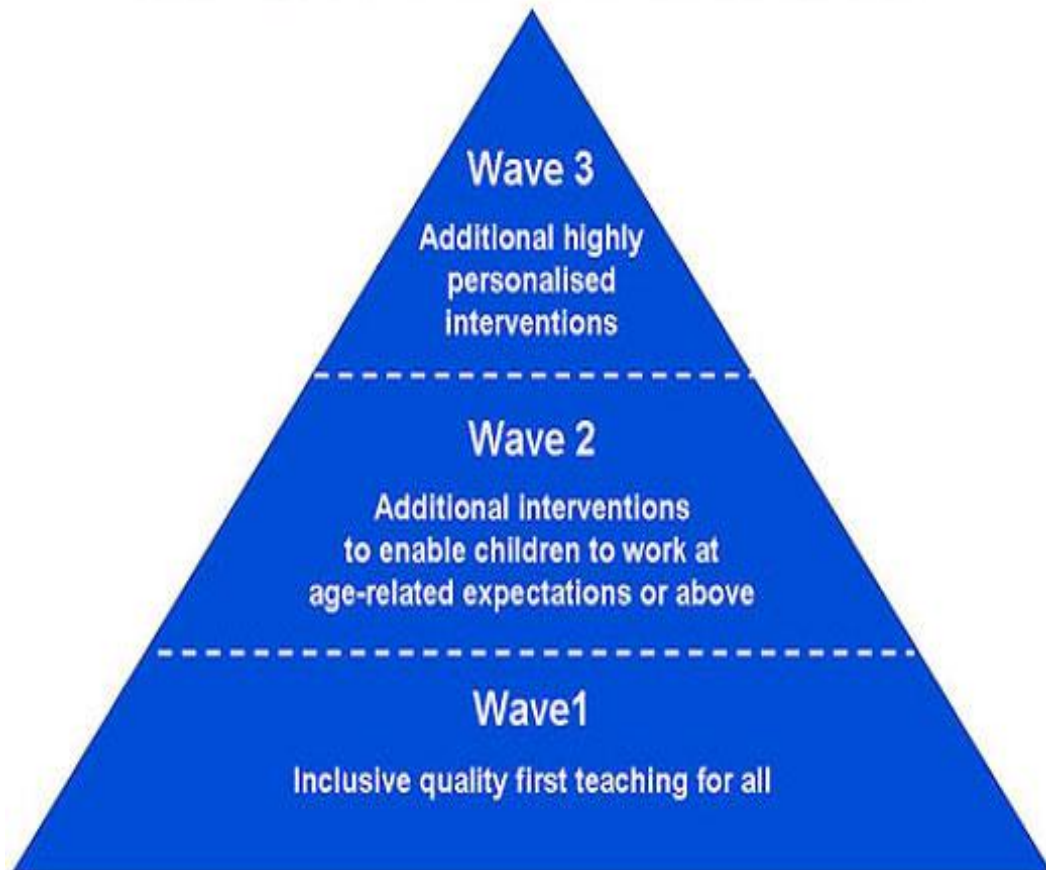 Wave 3
Additional highly
personalised
interventions
Wave 2
Additional interventions
to enable children to work at
age-related expectations or above
Wave1
Inclusive quality first teaching for all